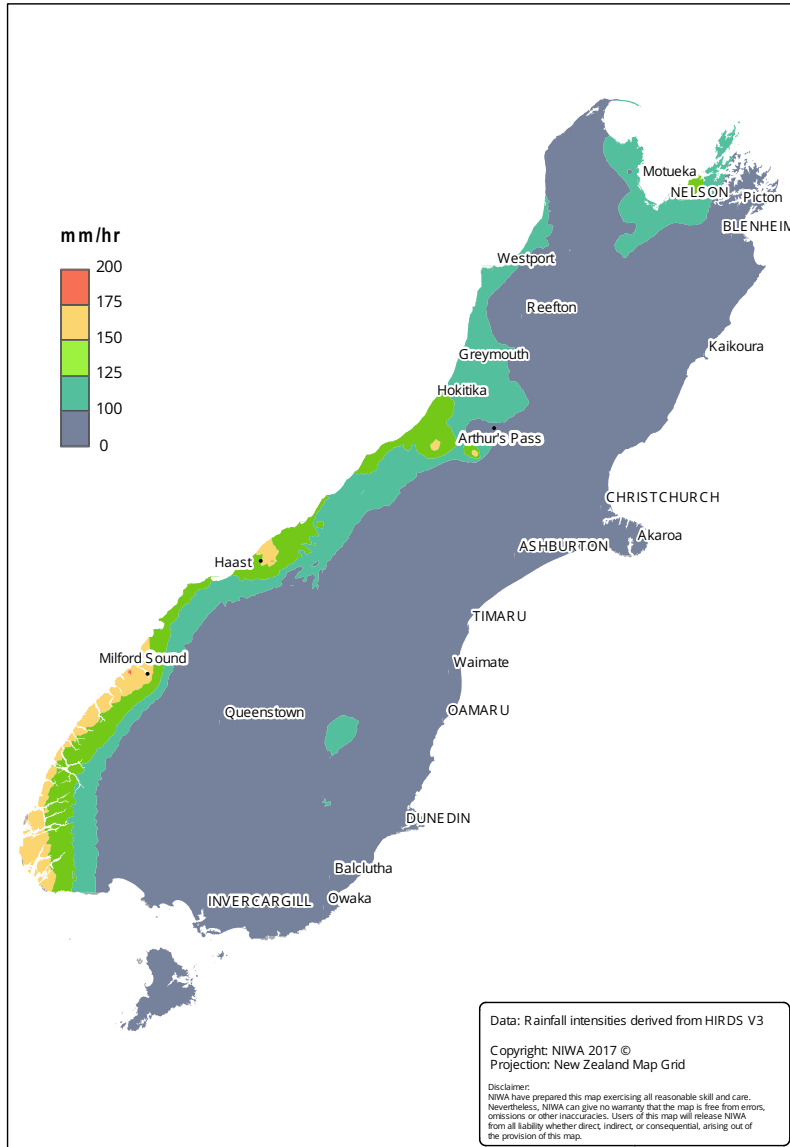 Motueka
NELSON
Picton
BLENHEIM
mm/hr
200
175
150
125
100
0
Westport
Reefton
Kaikoura
Greymouth
Hokitika
Arthur's Pass
CHRISTCHURCH
Akaroa
ASHBURTON
Haast
TIMARU
Milford Sound
Waimate
Queenstown
OAMARU
DUNEDIN
Balclutha
INVERCARGILL
Owaka
Data: Rainfall intensities derived from HIRDS V3
Copyright: NIWA 2017 ©
Projection: New Zealand Map Grid
Disclaimer:
NIWA have prepared this map exercising all reasonable skill and care.
Nevertheless, NIWA can give no warranty that the map is free from errors,
omissions or other inaccuracies. Users of this map will release NIWA
from all liability whether direct, indirect, or consequential, arising out of
the provision of this map.